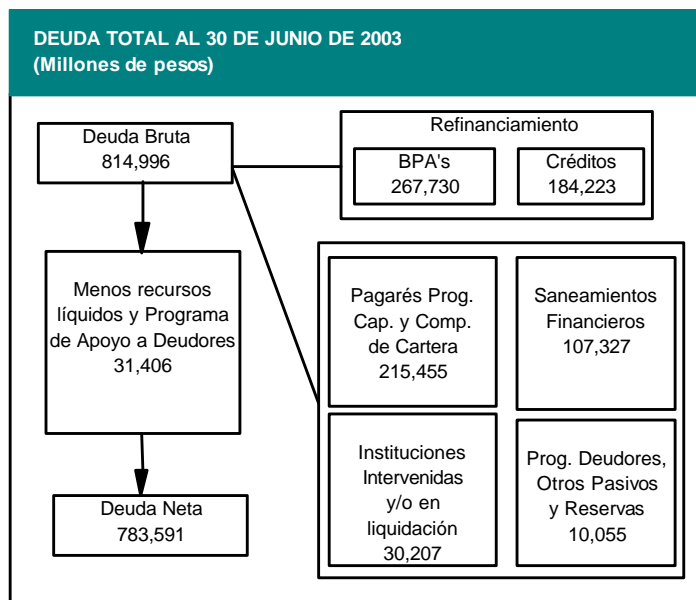 DEUDA TOTAL AL 30 DE JUNIO DE 2003
(Millones de pesos)
Deuda Bruta
814,996
Refinanciamiento
BPA's
267,730
Créditos
184,223
Menos recursos
líquidos y Programa
de Apoyo a Deudores
31,406
Pagarés Prog.
Cap. y Comp.
de Cartera
215,455
Saneamientos
Financieros
107,327
Instituciones
Intervenidas
y/o en
liquidación
30,207
Prog. Deudores,
Otros Pasivos
y Reservas
10,055
Deuda Neta
783,591